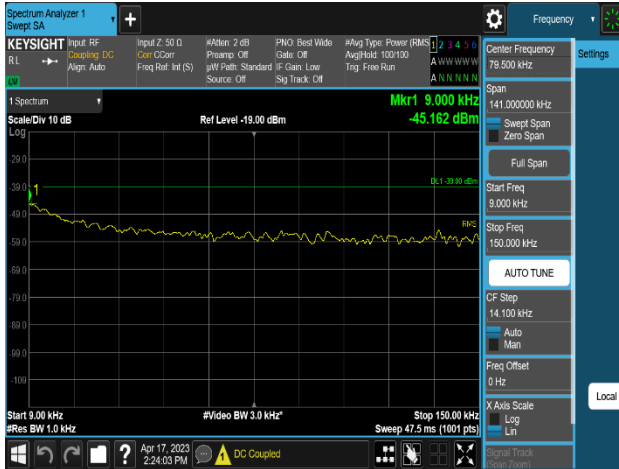 Spectrum Analyzer 1
Swept SA
+
Frequency
KEYSIGHT
RL
Input: RF
Coupling: DC
Align: Auto
Input Z: 50 Ω
Corr CCorr
Freq Ref: Int (S)
#Atten: 2 dB
Preamp: Off
µW Path: Standard
Source: Off
PNO: Best Wide
Gate: Off
IF Gain: Low
Sig Track: Off
#Avg Type: Power (RMS
Avg|Hold: 100/100
Trig: Free Run
1 2 3 4 5 6
A W W W W W
A N N N N N
1 Spectrum
Scale/Div 10 dB
Log
Ref Level -19.00 dBm
Mkr1 9.000 kHz
-45.162 dBm
-29.0
-39.0
-49.0
-59.0
-69.0
-79.0
-89.0
-99.0
-109
1
DL1 -39.00 dBm
RMS
Start 9.00 kHz
#Res BW 1.0 kHz
#Video BW 3.0 kHz*
Stop 150.00 kHz
Sweep 47.5 ms (1001 pts)
?
Apr 17, 2023
2:24:03 PM
DC Coupled
Center Frequency
79.500 kHz
Span
141.000000 kHz
Swept Span
Zero Span
Full Span
Start Freq
9.000 kHz
Stop Freq
150.000 kHz
AUTO TUNE
CF Step
14.100 kHz
Auto
Man
Freq Offset
0 Hz
X Axis Scale
Log
Lin
Signal Track
(Span Zoom)
Settings
Local